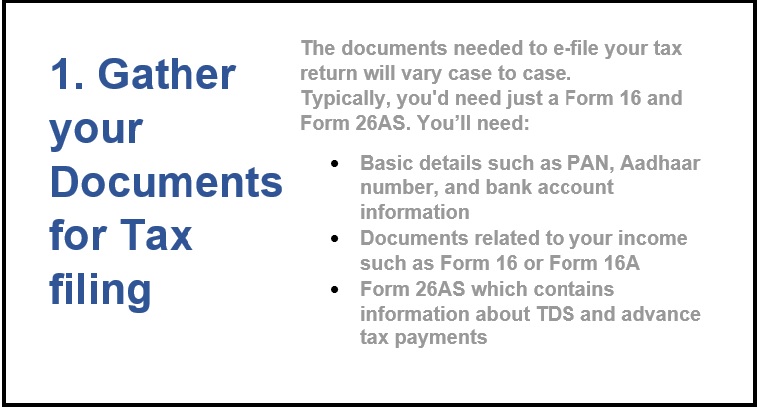 1. Gather
your
Documents
for Tax
filing
The documents needed to e-file your tax
return will vary case to case.
Typically, you'd need just a Form 16 and
Form 26AS. You’ll need:
• Basic details such as PAN, Aadhaar
number, and bank account
information
• Documents related to your income
such as Form 16 or Form 16A
• Form 26AS which contains
information about TDS and advance
tax payments